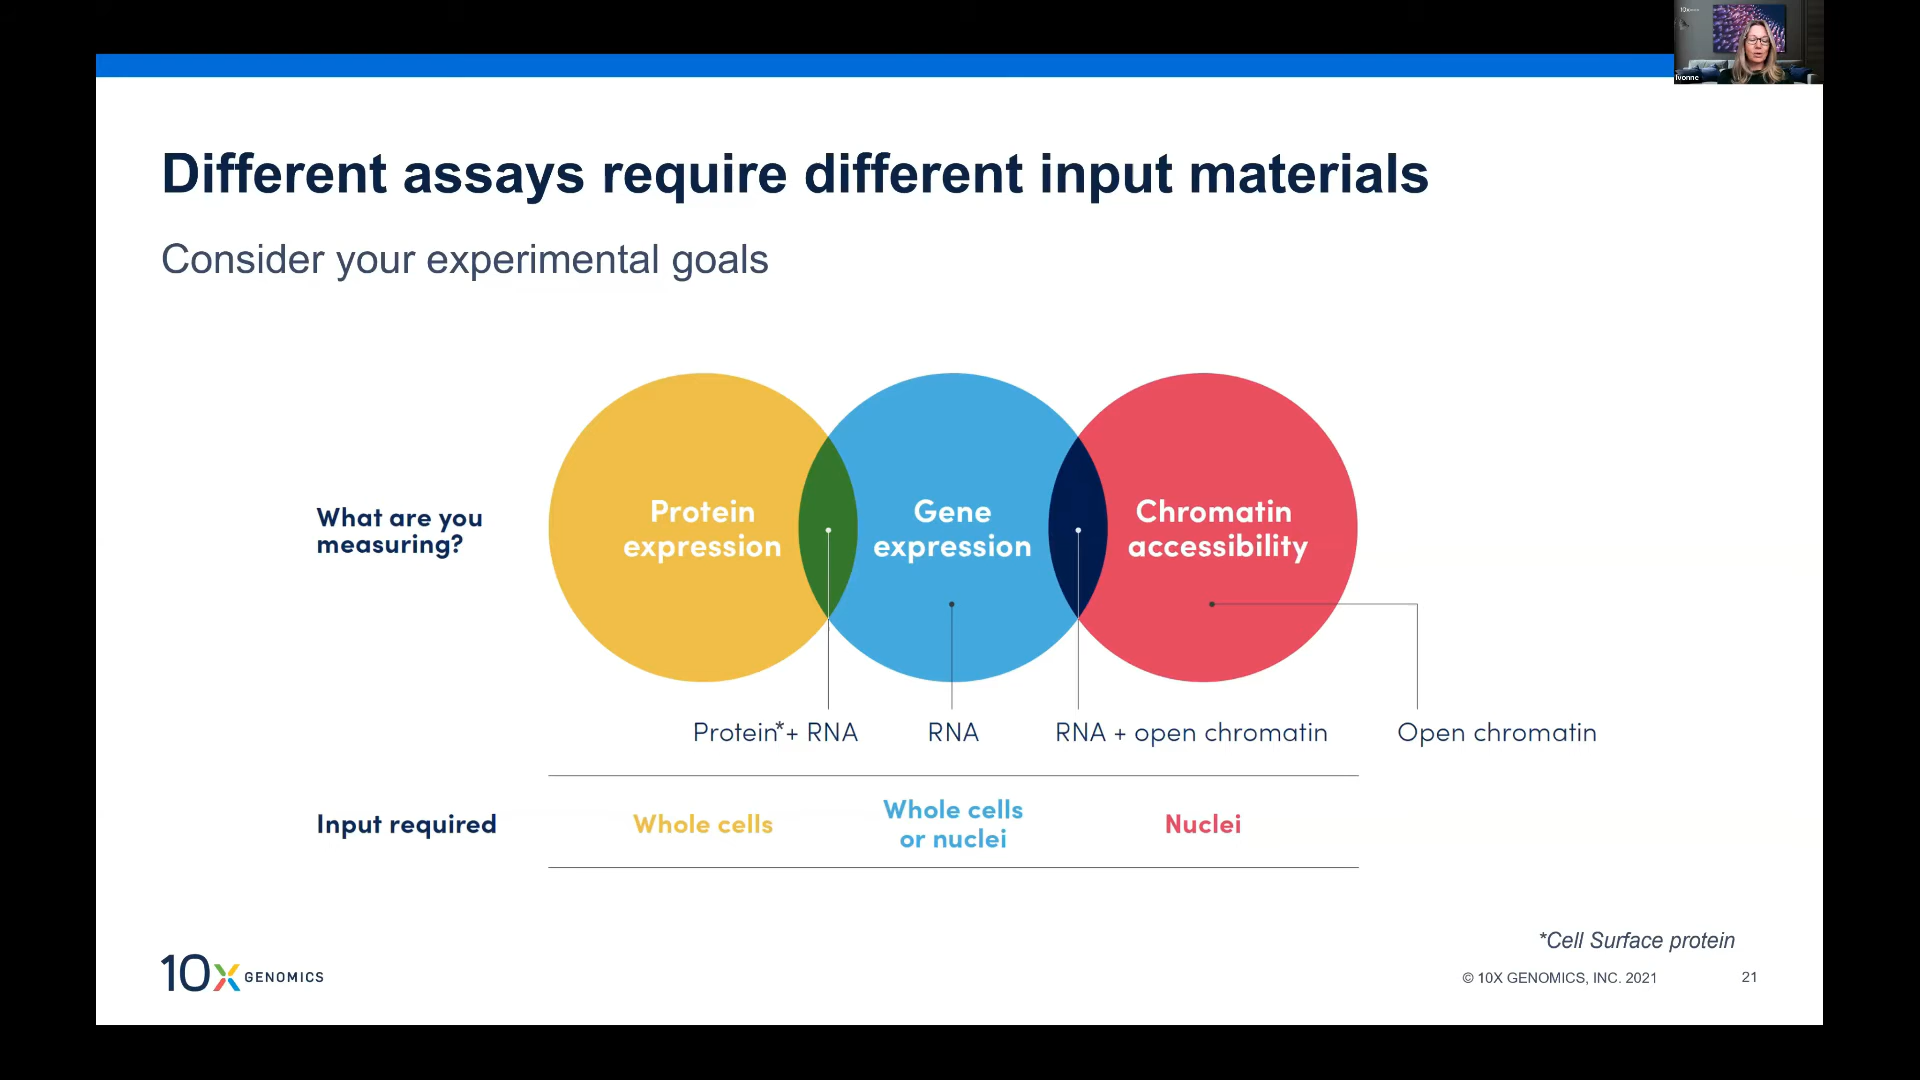 10x
Ivonne
Different assays require different input materials
Consider your experimental goals
What are you
measuring?
Protein
expression
Gene
expression
Chromatin
accessibility
Protein*+ RNA
RNA
RNA + open chromatin
Open chromatin
Input required
Whole cells
Whole cells
or nuclei
Nuclei
*Cell Surface protein
10x GENOMICS
© 10X GENOMICS, INC. 2021
21